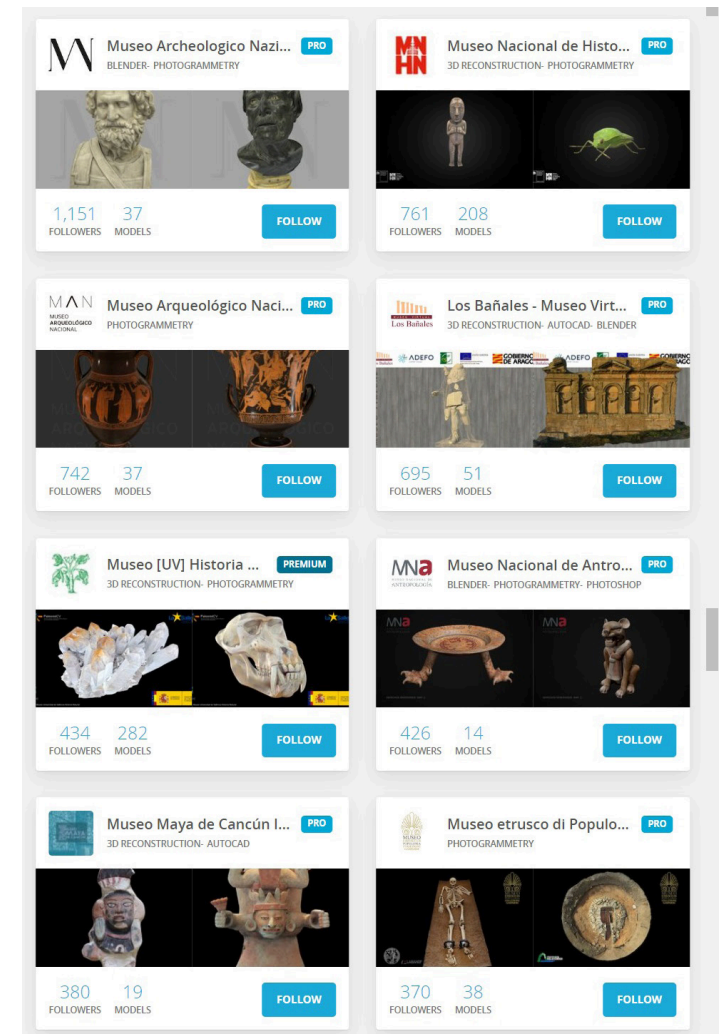 Museo Archeologico Nazi... PRO
BLENDER- PHOTOGRAMMETRY
1,151 37
FOLLOWERS MODELS
FOLLOW
MN
HN
Museo Nacional de Histo... PRO
3D RECONSTRUCTION- PHOTOGRAMMETRY
761 208
FOLLOWERS MODELS
FOLLOW
MAN
MUSEO
ARQUEOLÓGICO
NACIONAL
Museo Arqueológico Naci... PRO
PHOTOGRAMMETRY
742 37
FOLLOWERS MODELS
FOLLOW
Los Bañales
Los Bañales - Museo Virt... PRO
3D RECONSTRUCTION- AUTOCAD- BLENDER
ADEFO
GOBIERNO
DE ARAGO
ADEFO
695 51
FOLLOWERS MODELS
FOLLOW
Museo [UV] Historia ... PREMIUM
3D RECONSTRUCTION- PHOTOGRAMMETRY
434 282
FOLLOWERS MODELS
FOLLOW
MNa
Museo Nacional de Antro... PRO
BLENDER- PHOTOGRAMMETRY- PHOTOSHOP
MNa
MNa
426 14
FOLLOWERS MODELS
FOLLOW
Museo Maya de Cancún I... PRO
3D RECONSTRUCTION- AUTOCAD
380 19
FOLLOWERS MODELS
FOLLOW
Museo etrusco di Populo... PRO
PHOTOGRAMMETRY
370 38
FOLLOWERS MODELS
FOLLOW